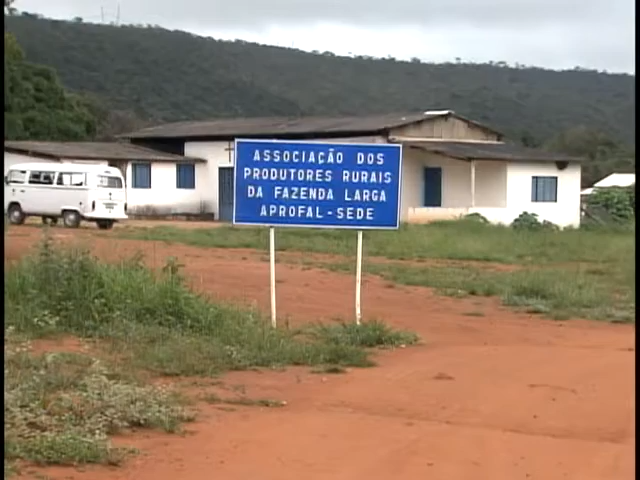 ASSOCIAÇÃO DOS
PRODUTORES RURAIS
DA FAZENDA LARGA
APROFAL-SEDE